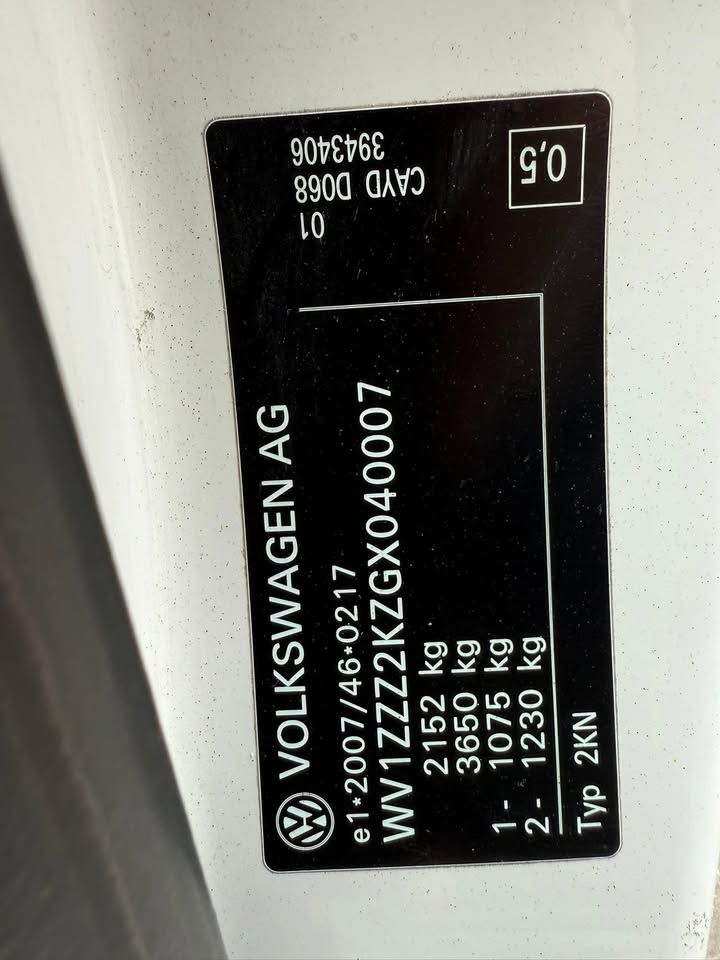 VOLKSWAGEN AG
e1*2007/46*0217
WV1ZZZ2KZGX040007
2152 kg
3650 kg
1- 1075 kg
2- 1230 kg
Typ 2KN
01
D068
3943406
CAYD
0,5